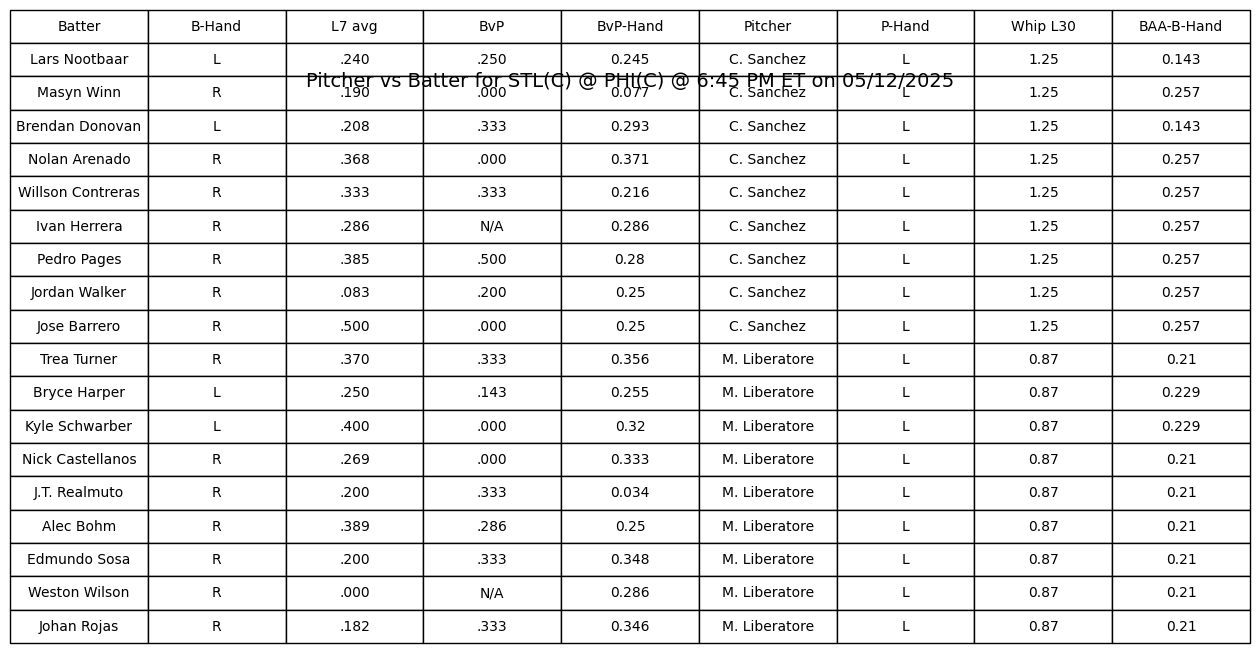 Batter B-Hand L7 avg BvP BvP-Hand Pitcher P-Hand Whip L30 BAA-B-Hand
Lars Nootbaar L .240 .250 0.245 C. Sanchez L 1.25 0.143
Pitcher vs Batter for STL(C) @ PHI(C) @ 6:45 PM ET on 05/12/2025
Masyn Winn R .190 .000 0.077 C. Sanchez L 1.25 0.257
Brendan Donovan L .208 .333 0.293 C. Sanchez L 1.25 0.143
Nolan Arenado R .368 .000 0.371 C. Sanchez L 1.25 0.257
Willson Contreras R .333 .333 0.216 C. Sanchez L 1.25 0.257
Ivan Herrera R .286 N/A 0.286 C. Sanchez L 1.25 0.257
Pedro Pages R .385 .500 0.28 C. Sanchez L 1.25 0.257
Jordan Walker R .083 .200 0.25 C. Sanchez L 1.25 0.257
Jose Barrero R .500 .000 0.25 C. Sanchez L 1.25 0.257
Trea Turner R .370 .333 0.356 M. Liberatore L 0.87 0.21
Bryce Harper L .250 .143 0.255 M. Liberatore L 0.87 0.229
Kyle Schwarber L .400 .000 0.32 M. Liberatore L 0.87 0.229
Nick Castellanos R .269 .000 0.333 M. Liberatore L 0.87 0.21
J.T. Realmuto R .200 .333 0.034 M. Liberatore L 0.87 0.21
Alec Bohm R .389 .286 0.25 M. Liberatore L 0.87 0.21
Edmundo Sosa R .200 .333 0.348 M. Liberatore L 0.87 0.21
Weston Wilson R .000 N/A 0.286 M. Liberatore L 0.87 0.21
Johan Rojas R .182 .333 0.346 M. Liberatore L 0.87 0.21